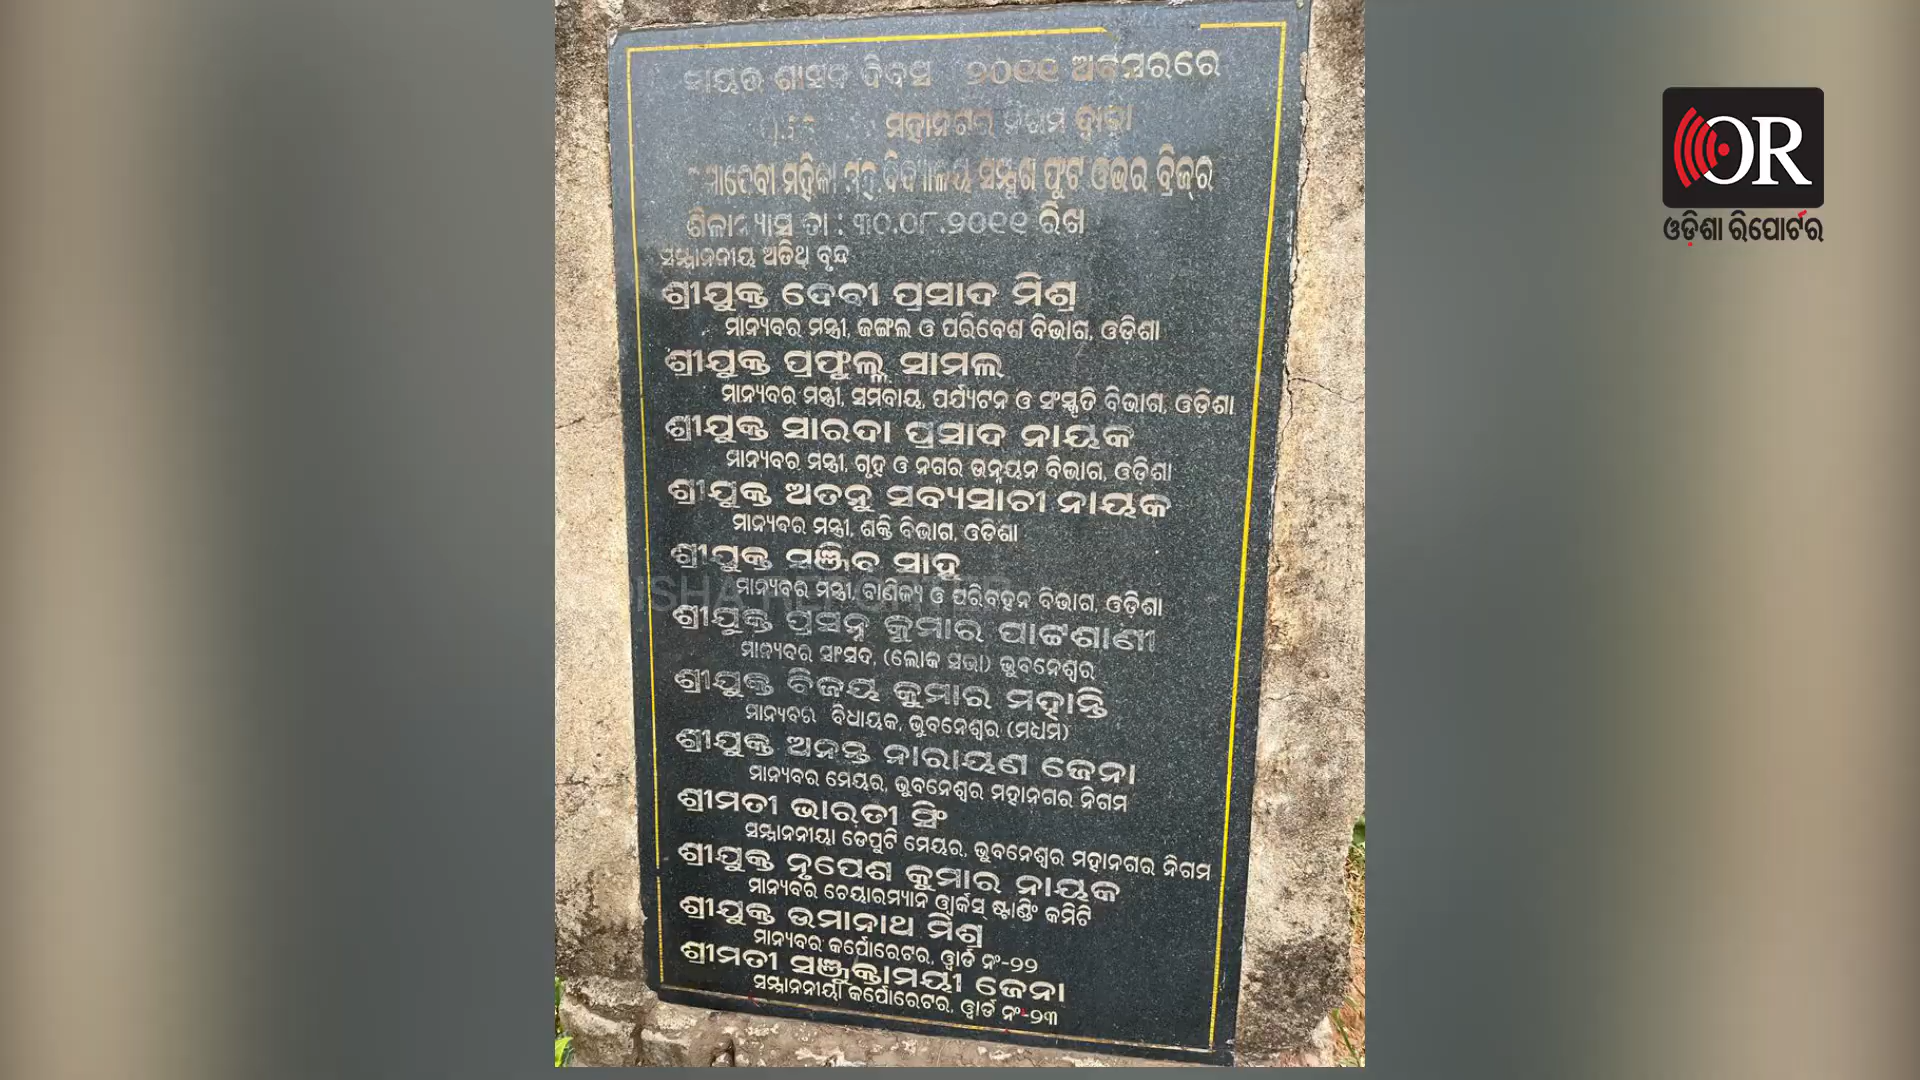 ସ୍ୱାୟତ୍ତ ଶାସନ ଦିବସ ୨୦୧୧ ଅବସରରେ
ମହାନଗର ନିଗମ ଦ୍ୱାରା
ମହିଳା ମହାବିଦ୍ୟାଳୟ ସମ୍ମୁଖ ଫୁଟ ଓଭର ବ୍ରିଜ୍‌ର
ଶିଳାନ୍ୟାସ ତା : ୩୦.୦୮.୨୦୧୧ ରିଖ
ସମ୍ମାନନୀୟ ଅତିଥି ବୃନ୍ଦ
ଶ୍ରୀଯୁକ୍ତ ଦେବୀ ପ୍ରସାଦ ମିଶ୍ର
ମାନ୍ୟବର ମନ୍ତ୍ରୀ, ଜଙ୍ଗଲ ଓ ପରିବେଶ ବିଭାଗ, ଓଡ଼ିଶା
ଶ୍ରୀଯୁକ୍ତ ପ୍ରଫୁଲ୍ଲ ସାମଲ
ମାନ୍ୟବର ମନ୍ତ୍ରୀ, ସମବାୟ, ପର୍ଯ୍ୟଟନ ଓ ସଂସ୍କୃତି ବିଭାଗ, ଓଡ଼ିଶା
ଶ୍ରୀଯୁକ୍ତ ସାରଦା ପ୍ରସାଦ ନାୟକ
ମାନ୍ୟବର ମନ୍ତ୍ରୀ, ଗୃହ ଓ ନଗର ଉନ୍ନୟନ ବିଭାଗ, ଓଡ଼ିଶା
ଶ୍ରୀଯୁକ୍ତ ଅତନୁ ସବ୍ୟସାଚୀ ନାୟକ
ମାନ୍ୟବର ମନ୍ତ୍ରୀ, ଶକ୍ତି ବିଭାଗ, ଓଡିଶା
ଶ୍ରୀଯୁକ୍ତ ସଞ୍ଜିବ ସାହୁ
ମାନ୍ୟବର ମନ୍ତ୍ରୀ, ବାଣିଜ୍ୟ ଓ ପରିବହନ ବିଭାଗ, ଓଡ଼ିଶା
ଶ୍ରୀଯୁକ୍ତ ପ୍ରସନ୍ନ କୁମାର ପାଟ୍ଟଶାଣୀ
ମାନ୍ୟବର ସାଂସଦ, (ଲୋକ ସଭା) ଭୁବନେଶ୍ୱର
ଶ୍ରୀଯୁକ୍ତ ବିଜୟ କୁମାର ମହାନ୍ତି
ମାନ୍ୟବର ବିଧାୟକ, ଭୁବନେଶ୍ୱର (ମଧ୍ୟମ)
ଶ୍ରୀଯୁକ୍ତ ଅନନ୍ତ ନାରାୟଣ ଜେନା
ମାନ୍ୟବର ମେୟର, ଭୁବନେଶ୍ୱର ମହାନଗର ନିଗମ
ଶ୍ରୀମତୀ ଭାରତୀ ସିଂ
ସମ୍ମାନନୀୟା ଡେପୁଟି ମେୟର, ଭୁବନେଶ୍ୱର ମହାନଗର ନିଗମ
ଶ୍ରୀଯୁକ୍ତ ନୃପେଶ କୁମାର ନାୟକ
ମାନ୍ୟବର ଚେୟାରମ୍ୟାନ ୱାର୍କସ୍ ଷ୍ଟାଣ୍ଡିଂ କମିଟି
ଶ୍ରୀଯୁକ୍ତ ଉମାନାଥ ମିଶ୍ର
ମାନ୍ୟବର କର୍ପୋରେଟର, ୱାର୍ଡ ନଂ-୨୨
ଶ୍ରୀମତୀ ସଞ୍ଜୁକ୍ତାମୟୀ ଜେନା
ସମ୍ମାନନୀୟା କର୍ପୋରେଟର, ୱାର୍ଡ ନଂ-୨୩
OR
ଓଡ଼ିଶା ରିପୋର୍ଟର